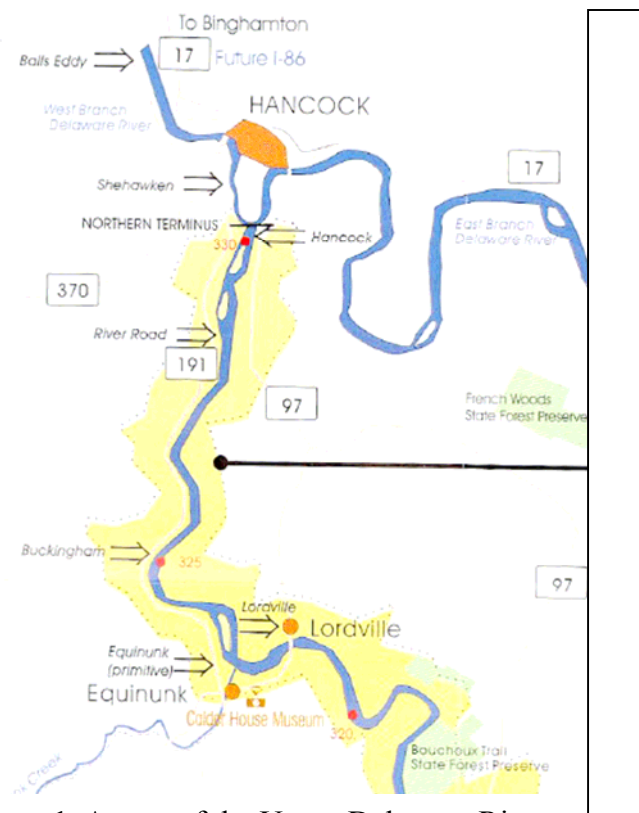 To Binghamton
Balls Eddy
17
Future I-86
West Branch
Delaware River
HANCOCK
17
Shehawken
East Branch
Delaware River
NORTHERN TERMINUS
Hancock
330
370
River Road
191
97
French Woods
State Forest Preserve
Buckingham
325
97
Lordville
Lordville
Equinunk
(primitive)
Equinunk
Calder House Museum
320
Bouchoux Trail
State Forest Preserve
Creek